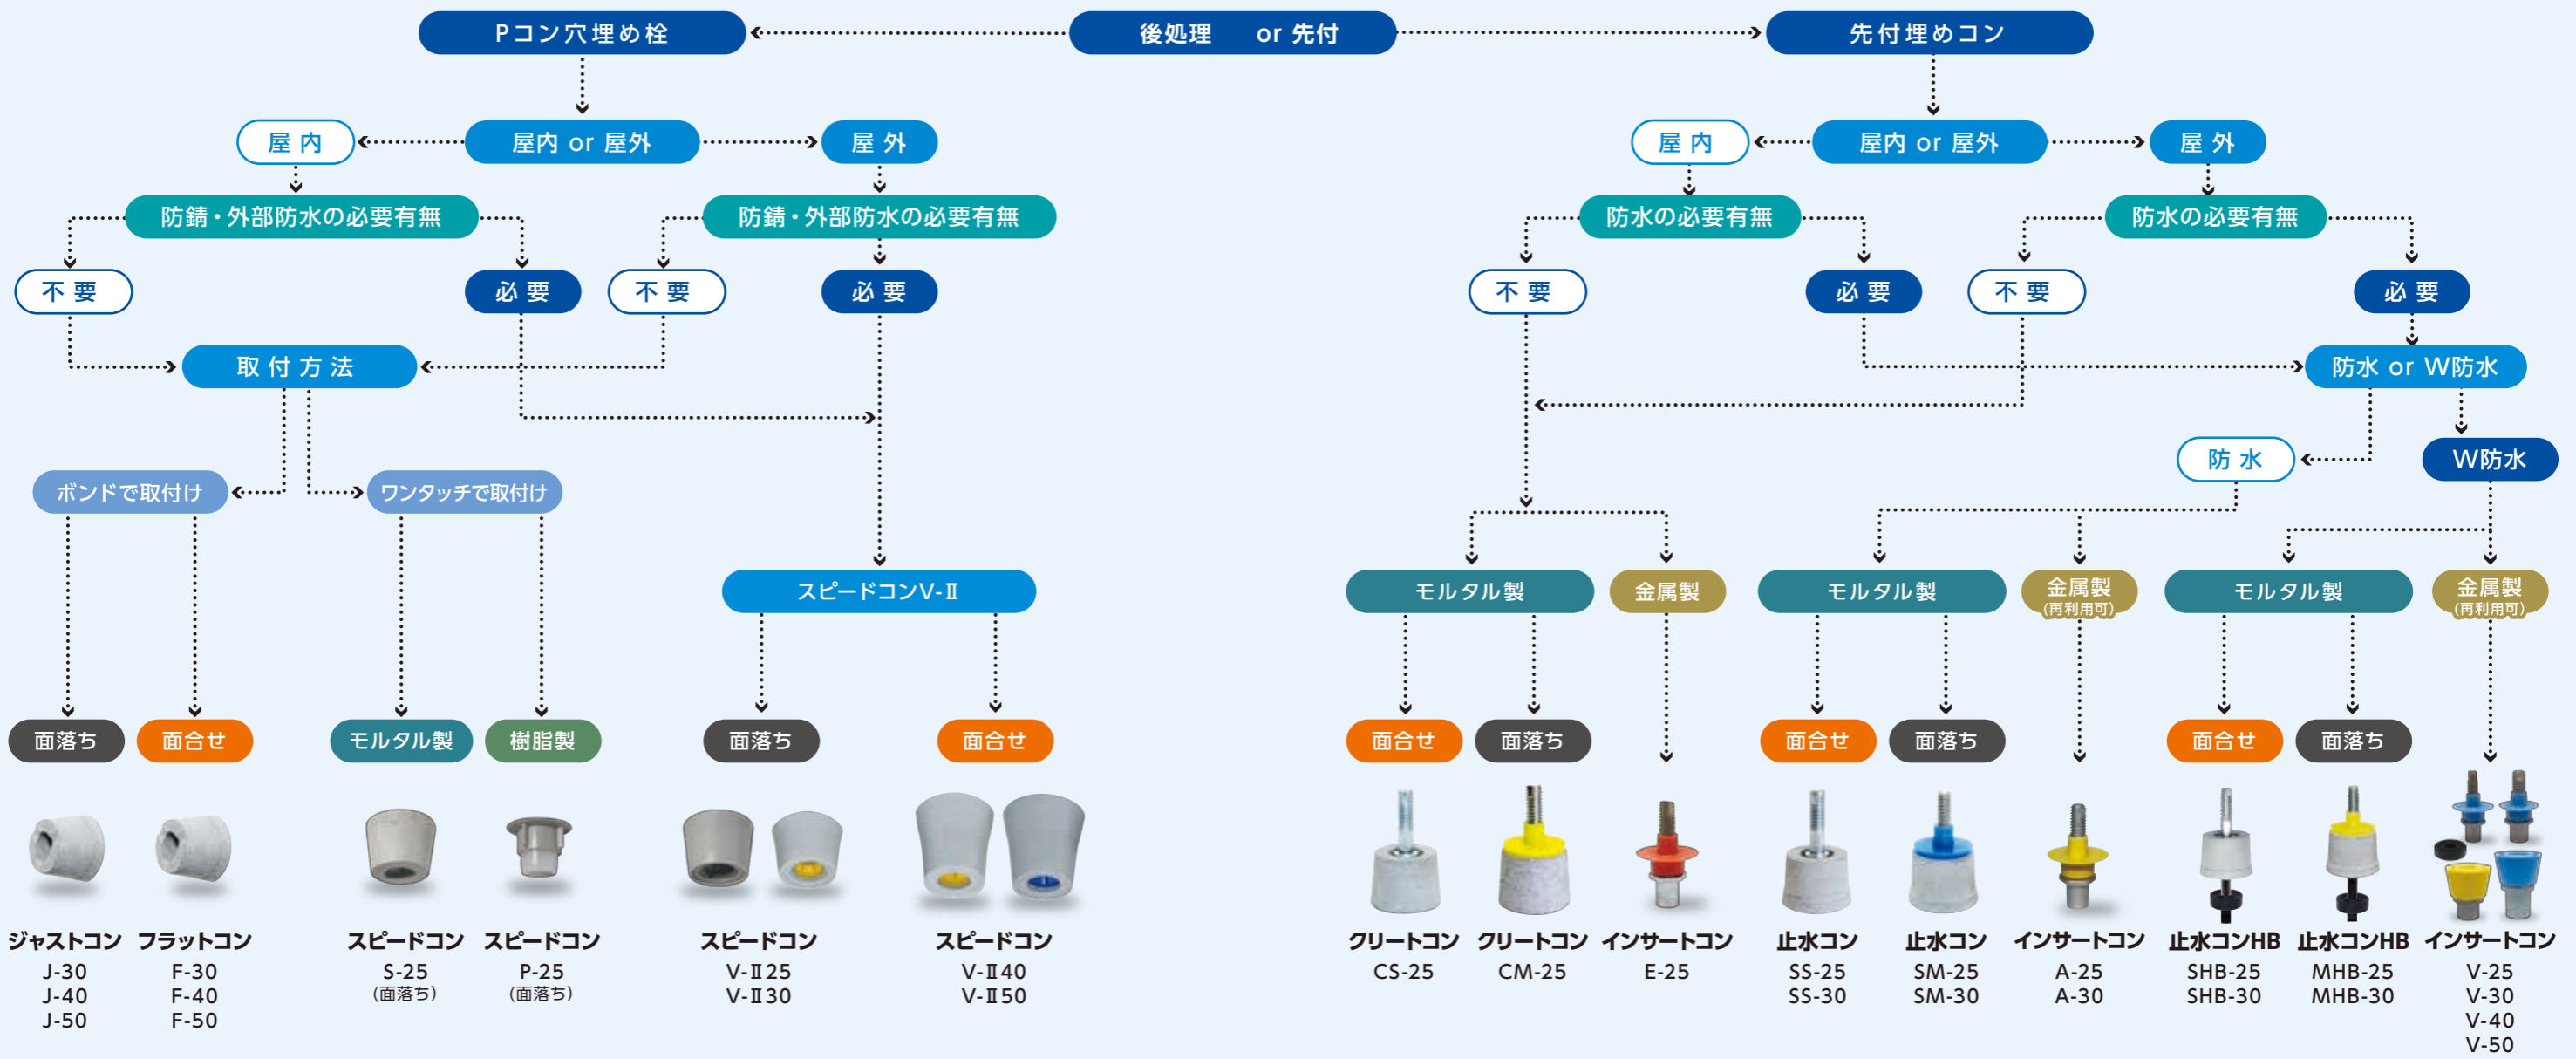 Pコン穴埋め栓
後処理 or 先付
先付埋めコン
屋内
屋内 or 屋外
屋外
屋内
屋内 or 屋外
屋外
防錆・外部防水の必要有無
防錆・外部防水の必要有無
防水の必要有無
防水の必要有無
不要
必要
不要
必要
不要
必要
不要
必要
取付方法
防水 or W防水
防水
W防水
ボンドで取付け
ワンタッチで取付け
スピードコンV-Ⅱ
モルタル製
金属製
モルタル製
金属製
(再利用可)
モルタル製
金属製
(再利用可)
面落ち
面合せ
モルタル製
樹脂製
面落ち
面合せ
面合せ
面落ち
面合せ
面落ち
面合せ
面落ち
ジャストコン
J-30
J-40
J-50
フラットコン
F-30
F-40
F-50
スピードコン
S-25
(面落ち)
スピードコン
P-25
(面落ち)
スピードコン
V-Ⅱ25
V-Ⅱ30
スピードコン
V-Ⅱ40
V-Ⅱ50
クリートコン
CS-25
クリートコン
CM-25
インサートコン
E-25
止水コン
SS-25
SS-30
止水コン
SM-25
SM-30
インサートコン
A-25
A-30
止水コンHB
SHB-25
SHB-30
止水コンHB
MHB-25
MHB-30
インサートコン
V-25
V-30
V-40
V-50